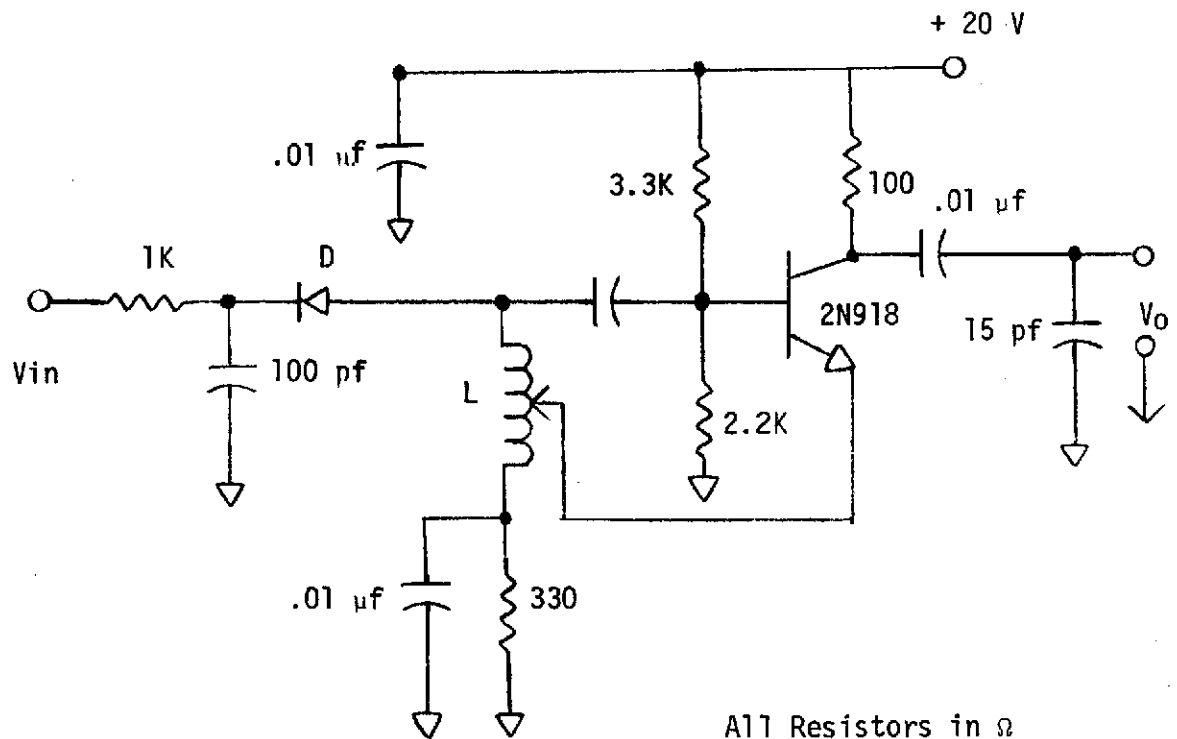 + 20 V
.01 μf
3.3K
100
.01 μf
1K
D
2N918
15 pf
Vo
Vin
100 pf
L
2.2K
.01 μf
330
All Resistors in Ω